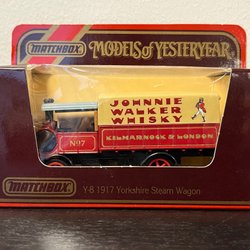 MATCHBOX
MODELS of YESTERYEAR
JOHNNIE
WALKER
WHISKY
KILMARNOCK & LONDON
No7
MATCHBOX
Y-8 1917 Yorkshire Steam Wagon